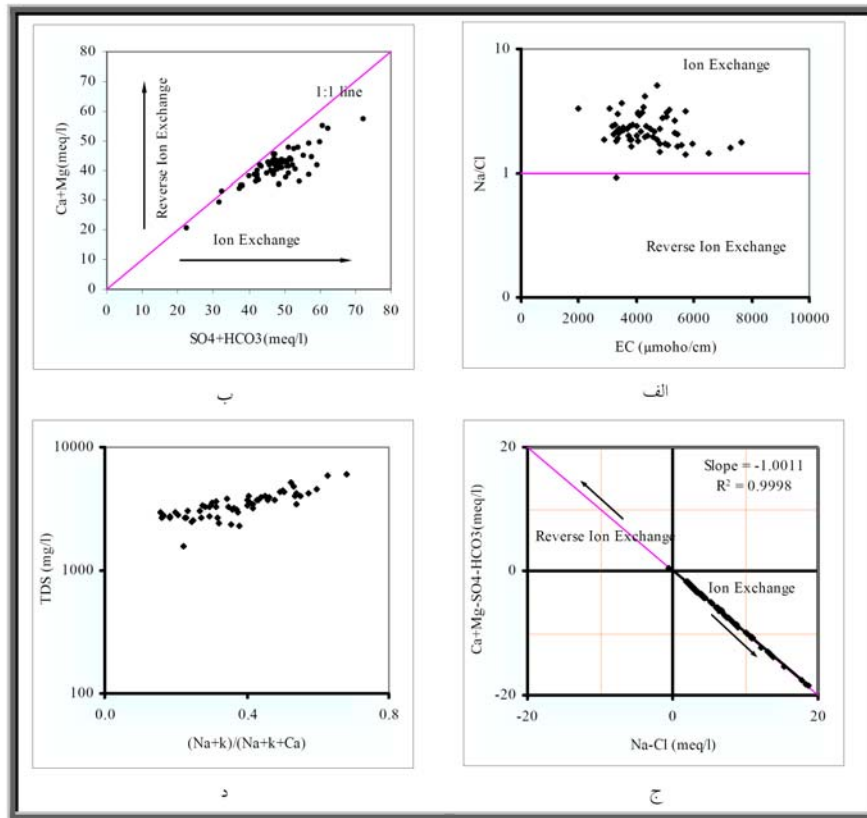 80
70
60
50
40
30
20
10
0
Ca+Mg(meq/l)
Reverse Ion Exchange
1:1 line
Ion Exchange
0 10 20 30 40 50 60 70 80
SO4+HCO3(meq/l)
ب
10
1
0
Na/Cl
Ion Exchange
Reverse Ion Exchange
0 2000 4000 6000 8000 10000
EC (µmoho/cm)
الف
10000
1000
100
TDS (mg/l)
0.0 0.4 0.8
(Na+k)/(Na+k+Ca)
د
20
0
-20
Ca+Mg-SO4-HCO3(meq/l)
Slope = -1.0011
R² = 0.9998
Reverse Ion Exchange
Ion Exchange
-20 0 20
Na-Cl (meq/l)
ج